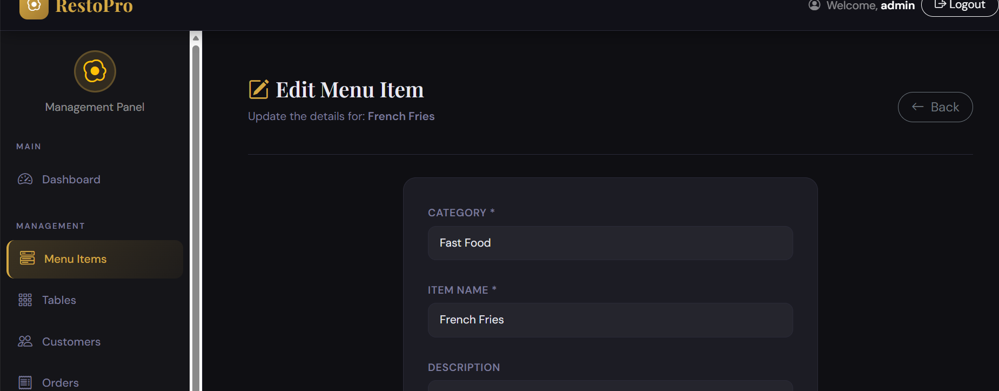 RestoPro
Welcome, admin
Logout
Management Panel
MAIN
Dashboard
MANAGEMENT
Menu Items
Tables
Customers
Orders
Edit Menu Item
Update the details for: French Fries
Back
CATEGORY *
Fast Food
ITEM NAME *
French Fries
DESCRIPTION